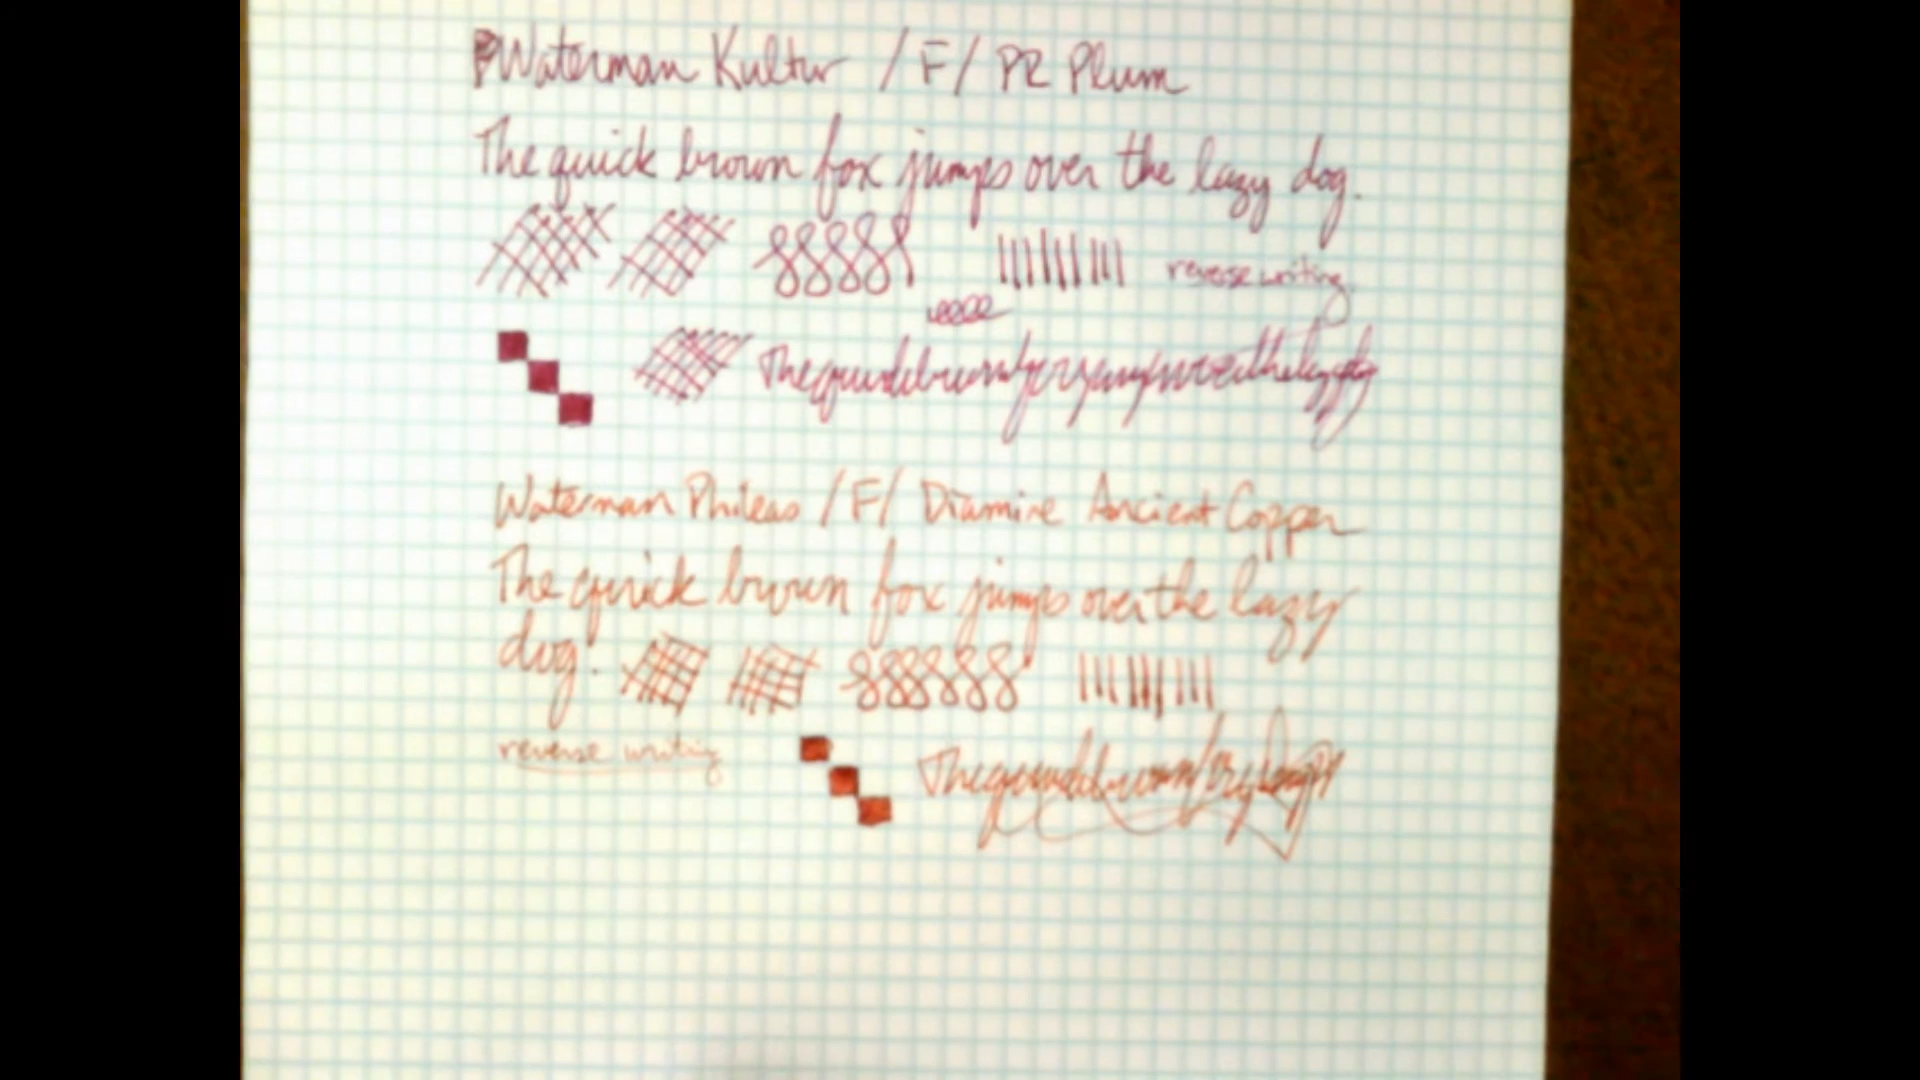 Waterman Kultur / F / PR Plum
The quick brown fox jumps over the lazy dog.
reverse writing
eeeee
Waterman Phileas / F / Diamine Ancient Copper
The quick brown fox jumps over the lazy
dog.
reverse writing